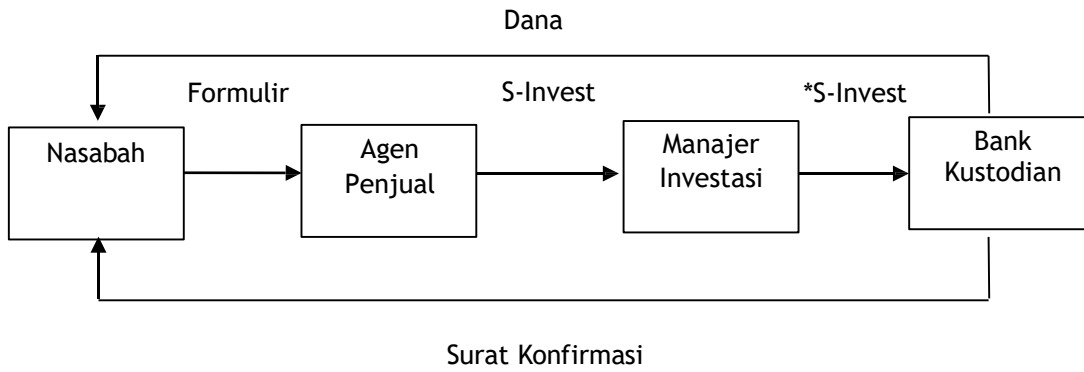 Dana
Formulir
S-Invest
*S-Invest
Nasabah
Agen
Penjual
Manajer
Investasi
Bank
Kustodian
Surat Konfirmasi